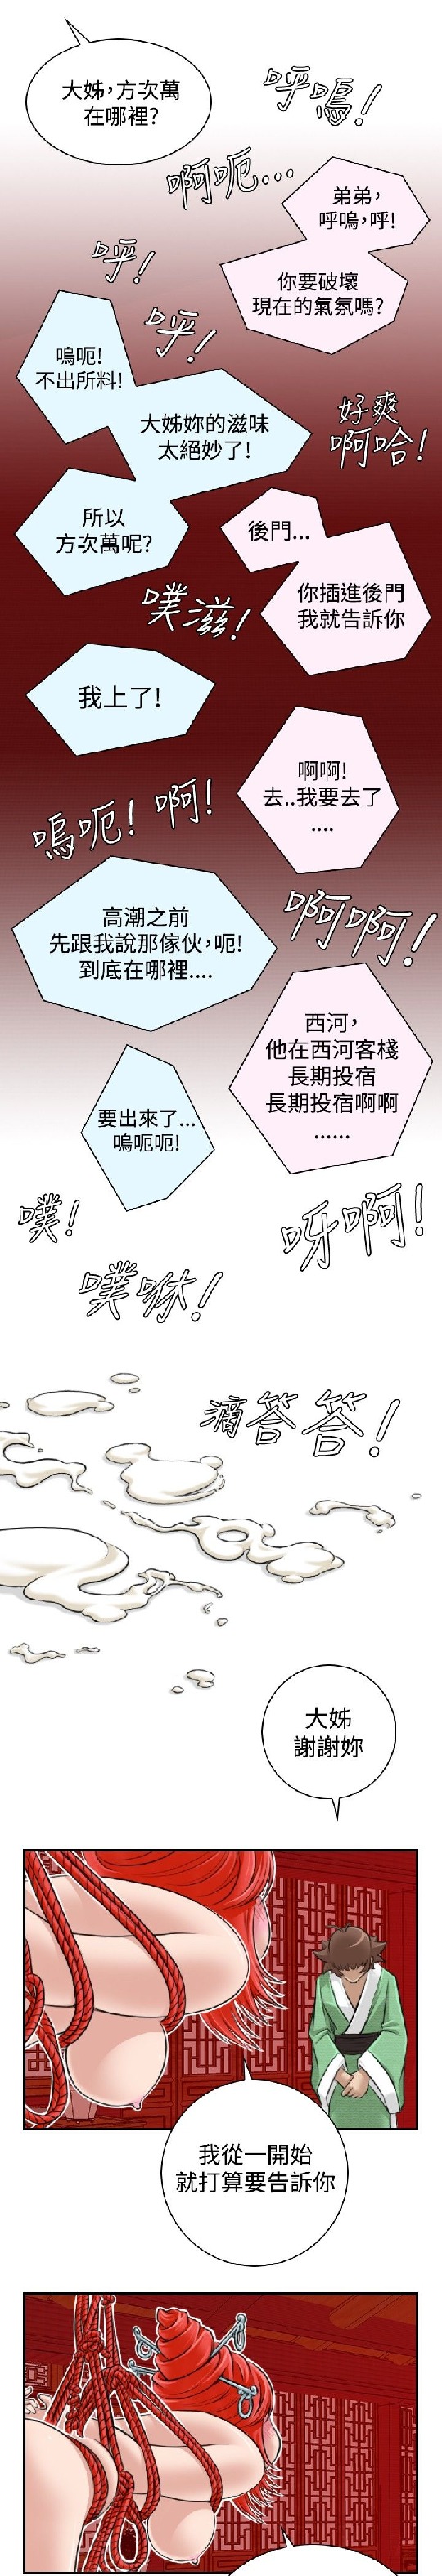 大姊，方次萬
在哪裡?
呼嗚!
啊呃...
弟弟，
呼嗚，呼!
呼!
你要破壞
現在的氣氛嗎?
呼!
嗚呃!
不出所料!
大姊妳的滋味
太絕妙了!
好爽
啊哈!
所以
方次萬呢?
後門...
你插進後門
我就告訴你
噗滋!
我上了!
啊啊!
去..我要去了
....
嗚呃!啊!
高潮之前
先跟我說那傢伙，呃!
到底在哪裡....
啊啊啊!
西河，
他在西河客棧
長期投宿
長期投宿啊啊
......
要出來了...
嗚呃呃!
噗!
呀啊!
噗咻!
滴答答!
大姊
謝謝妳
我從一開始
就打算要告訴你